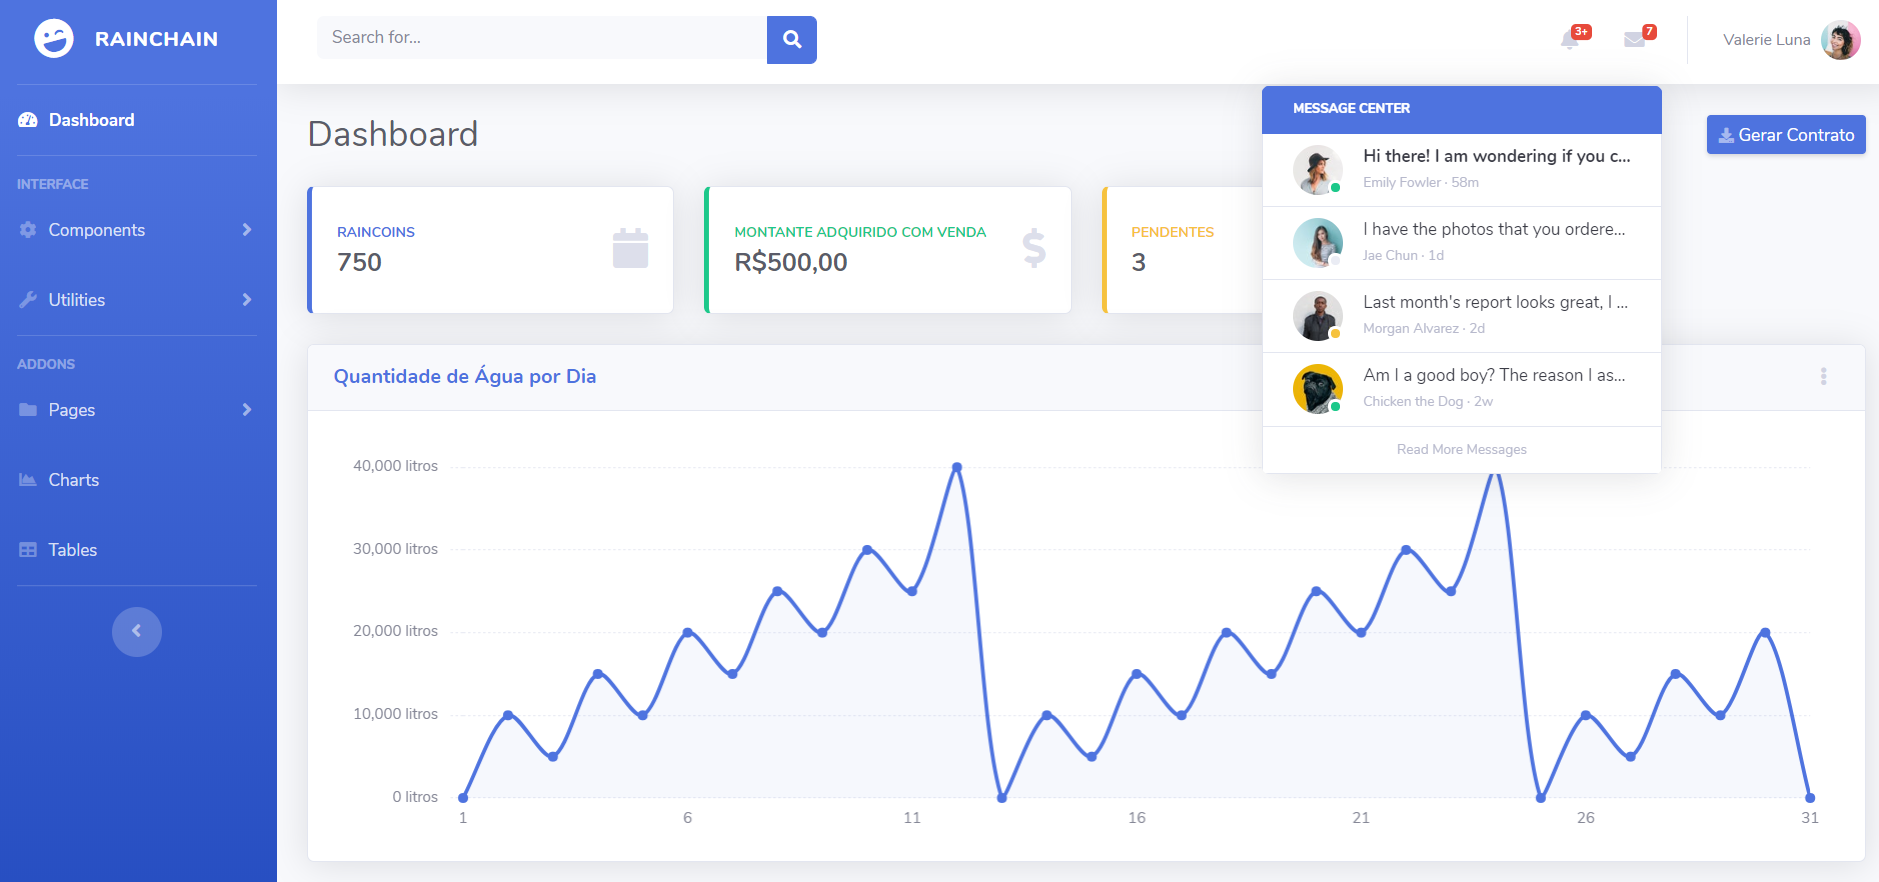 RAINCHAIN
Search for...
3+
7
Valerie Luna
Dashboard
INTERFACE
Components
Utilities
ADDONS
Pages
Charts
Tables
Dashboard
Gerar Contrato
RAINCOINS
750
MONTANTE ADQUIRIDO COM VENDA
R$500,00
PENDENTES
3
MESSAGE CENTER
Hi there! I am wondering if you c...
Emily Fowler · 58m
I have the photos that you ordere...
Jae Chun · 1d
Last month's report looks great, I ...
Morgan Alvarez · 2d
Am I a good boy? The reason I as...
Chicken the Dog · 2w
Read More Messages
Quantidade de Água por Dia
40,000 litros
30,000 litros
20,000 litros
10,000 litros
0 litros
1 6 11 16 21 26 31